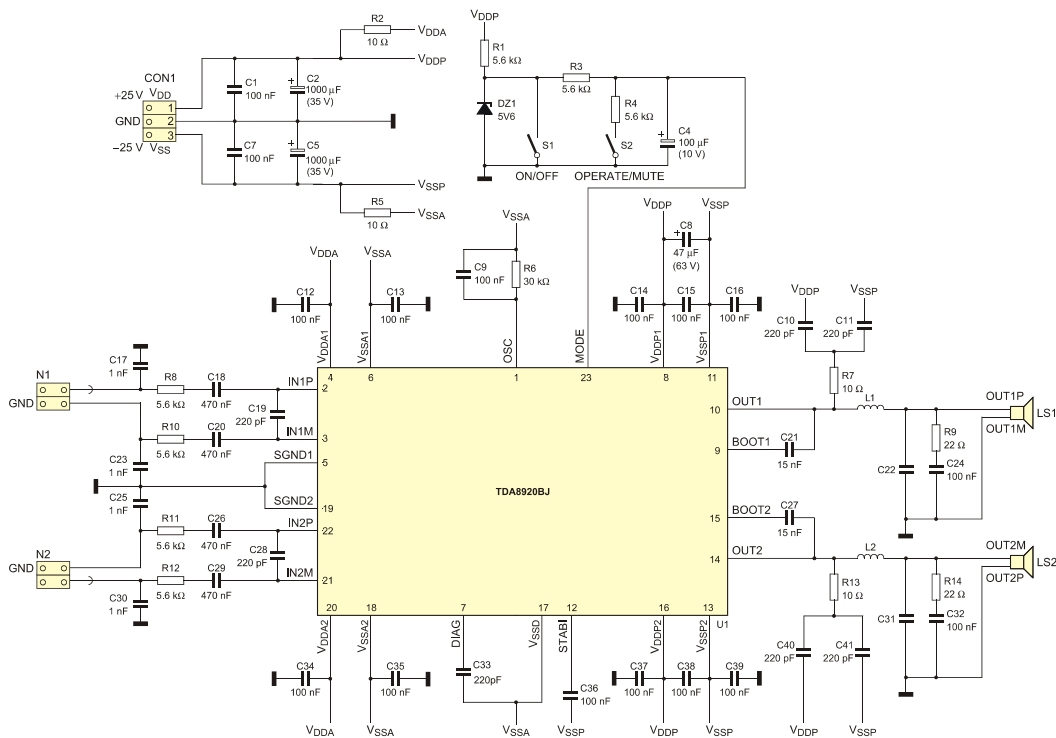 R2
10 Ω
VDDA
VDDP
CON1
+25 V VDD
GND
−25 V VSS
1
2
3
C1
100 nF
C2
1000 µF
(35 V)
C7
100 nF
C5
1000 µF
(35 V)
VSSP
R5
10 Ω
VSSA
VDDP
R1
5.6 kΩ
R3
5.6 kΩ
DZ1
5V6
R4
5.6 kΩ
S1
S2
C4
100 µF
(10 V)
ON/OFF
OPERATE/MUTE
VDDA
VSSA
VSSA
VDDP
VSSP
C12
100 nF
C13
100 nF
C9
100 nF
R6
30 kΩ
C8
47 µF
(63 V)
C14
100 nF
C15
100 nF
C16
100 nF
VDDP
VSSP
C10
220 pF
C11
220 pF
VDDA1
VSSA1
OSC
MODE
VDDP1
VSSP1
R7
10 Ω
4
6
1
23
8
11
N1
GND
C17
1 nF
R8
5.6 kΩ
C18
470 nF
C19
220 pF
IN1P
2
R10
5.6 kΩ
C20
470 nF
IN1M
3
C23
1 nF
SGND1
5
C25
1 nF
SGND2
19
R11
5.6 kΩ
C26
470 nF
IN2P
22
C28
220 pF
N2
GND
R12
5.6 kΩ
C29
470 nF
IN2M
21
C30
1 nF
TDA8920BJ
U1
10
OUT1
L1
OUT1P
LS1
OUT1M
9
BOOT1
C21
15 nF
C22
R9
22 Ω
C24
100 nF
15
BOOT2
C27
15 nF
14
OUT2
L2
OUT2M
LS2
OUT2P
R13
10 Ω
C31
R14
22 Ω
C32
100 nF
C40
220 pF
C41
220 pF
VDDP
VSSP
20
18
7
17
12
16
13
VDDA2
VSSA2
DIAG
VSSD
STABI
VDDP2
VSSP2
C34
100 nF
C35
100 nF
C33
220pF
C36
100 nF
C37
100 nF
C38
100 nF
C39
100 nF
VDDA
VSSA
VSSA
VSSP
VDDP
VSSP